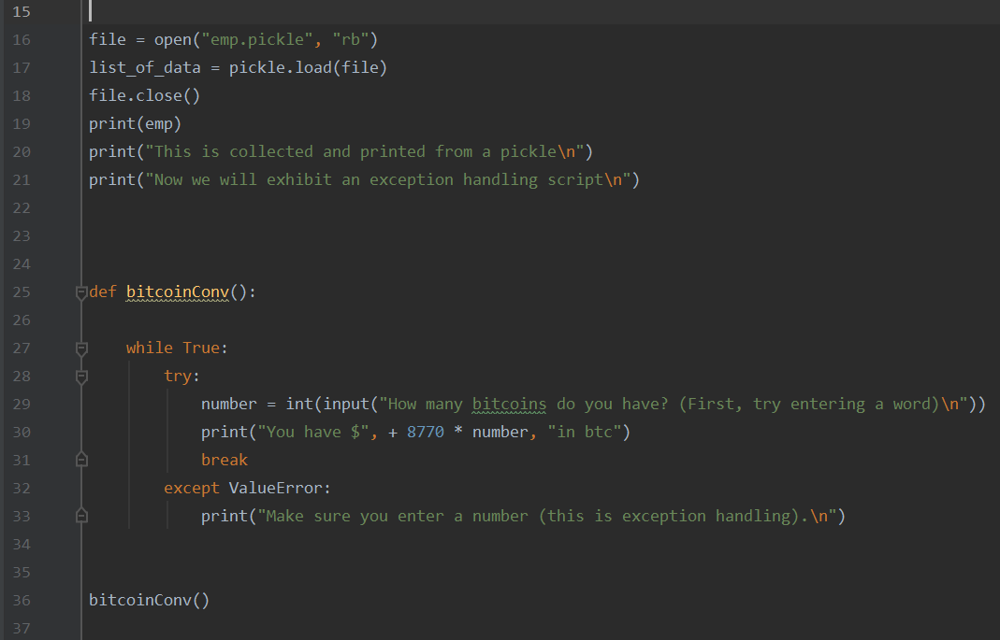 15
16 file = open("emp.pickle", "rb")
17 list_of_data = pickle.load(file)
18 file.close()
19 print(emp)
20 print("This is collected and printed from a pickle\n")
21 print("Now we will exhibit an exception handling script\n")
22
23
24
25 def bitcoinConv():
26
27     while True:
28         try:
29             number = int(input("How many bitcoins do you have? (First, try entering a word)\n"))
30             print("You have $", + 8770 * number, "in btc")
31             break
32         except ValueError:
33             print("Make sure you enter a number (this is exception handling).\n")
34
35
36 bitcoinConv()
37